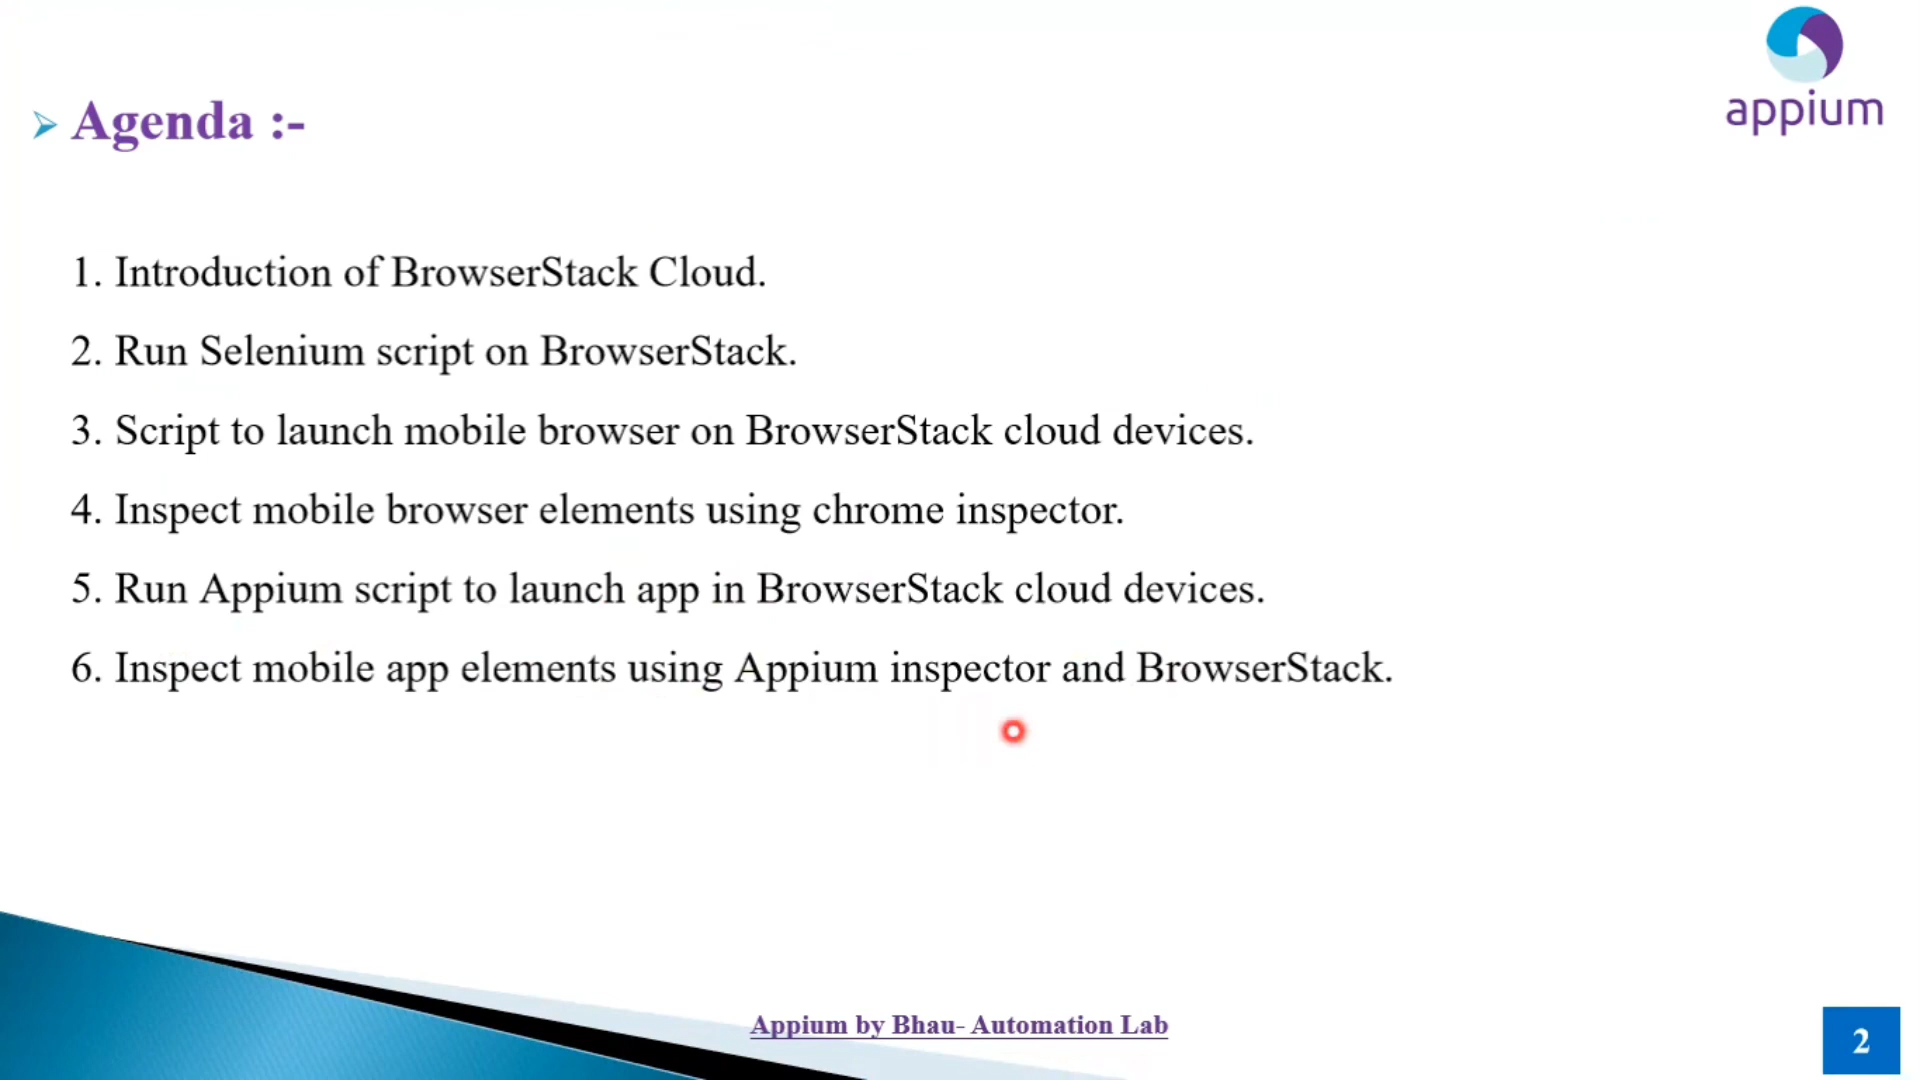 appium
Agenda :-
1. Introduction of BrowserStack Cloud.
2. Run Selenium script on BrowserStack.
3. Script to launch mobile browser on BrowserStack cloud devices.
4. Inspect mobile browser elements using chrome inspector.
5. Run Appium script to launch app in BrowserStack cloud devices.
6. Inspect mobile app elements using Appium inspector and BrowserStack.
Appium by Bhau- Automation Lab
2